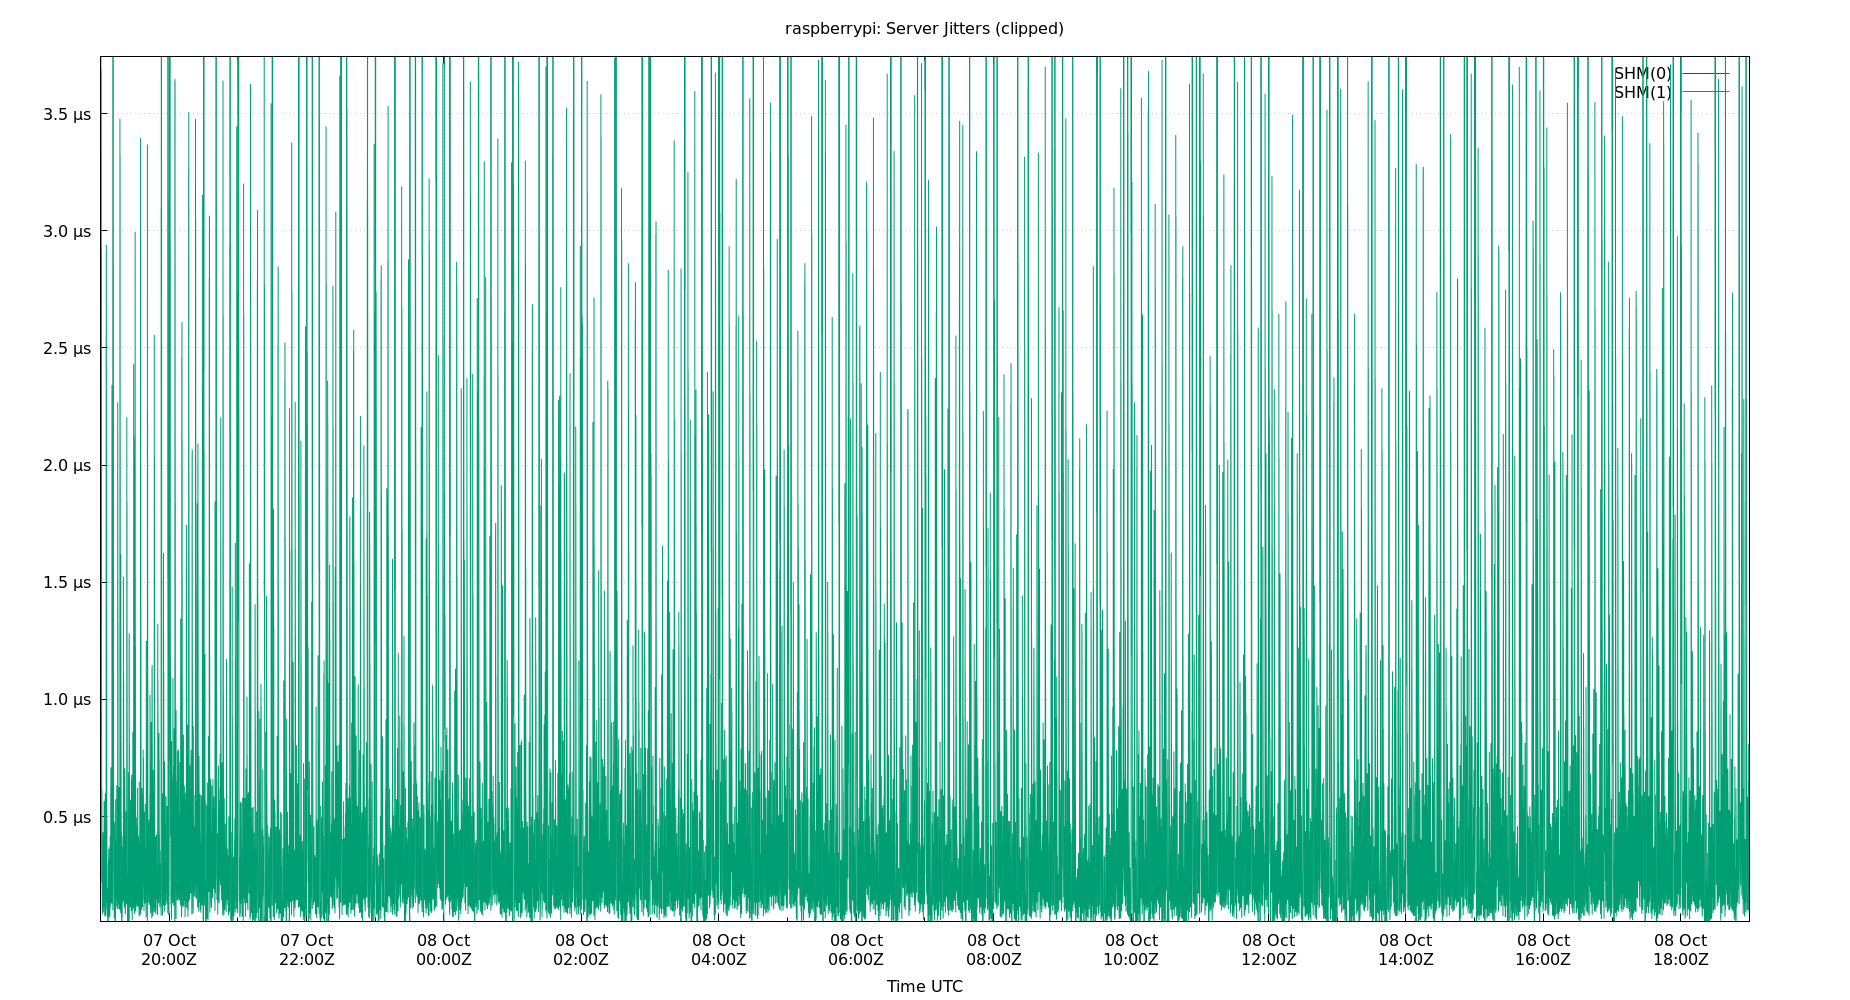 raspberrypi: Server Jitters (clipped)
SHM(0)
SHM(1)
3.5 µs
3.0 µs
2.5 µs
2.0 µs
1.5 µs
1.0 µs
0.5 µs
07 Oct 07 Oct 08 Oct 08 Oct 08 Oct 08 Oct 08 Oct 08 Oct 08 Oct 08 Oct 08 Oct 08 Oct
20:00Z 22:00Z 00:00Z 02:00Z 04:00Z 06:00Z 08:00Z 10:00Z 12:00Z 14:00Z 16:00Z 18:00Z
Time UTC